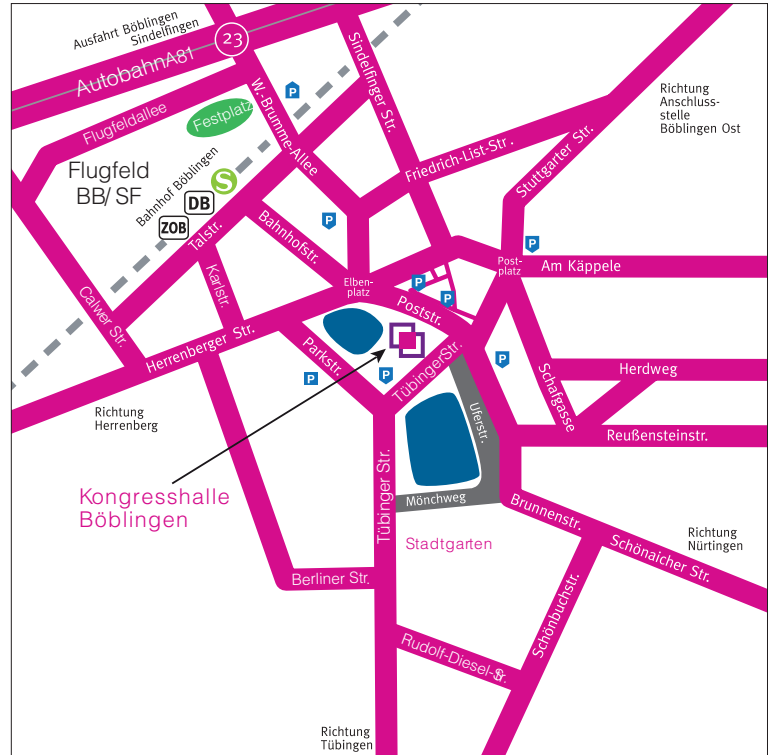 Ausfahrt Böblingen
Sindelfingen
23
AutobahnA81
Sindelfinger Str.
P
W.-Brumme-Allee
Flugfeldallee
Festplatz
Richtung
Anschluss-
stelle
Böblingen Ost
Flugfeld
BB/ SF
Bahnhof Böblingen
S
DB
ZOB
Friedrich-List-Str.
Stuttgarter Str.
Talstr.
Bahnhofstr.
P
P
Karlstr.
Post-
platz
Am Käppele
Elben-
platz
P
P
Calwer Str.
Poststr.
Herrenberger Str.
Parkstr.
TübingerStr.
P
P
P
Schafgasse
Herdweg
Richtung
Herrenberg
Uferstr.
Reußensteinstr.
Kongresshalle
Böblingen
Tübinger Str.
Mönchweg
Brunnenstr.
Stadtgarten
Richtung
Nürtingen
Schönaicher Str.
Berliner Str.
Schönbuchstr.
Rudolf-Diesel-Str.
Richtung
Tübingen